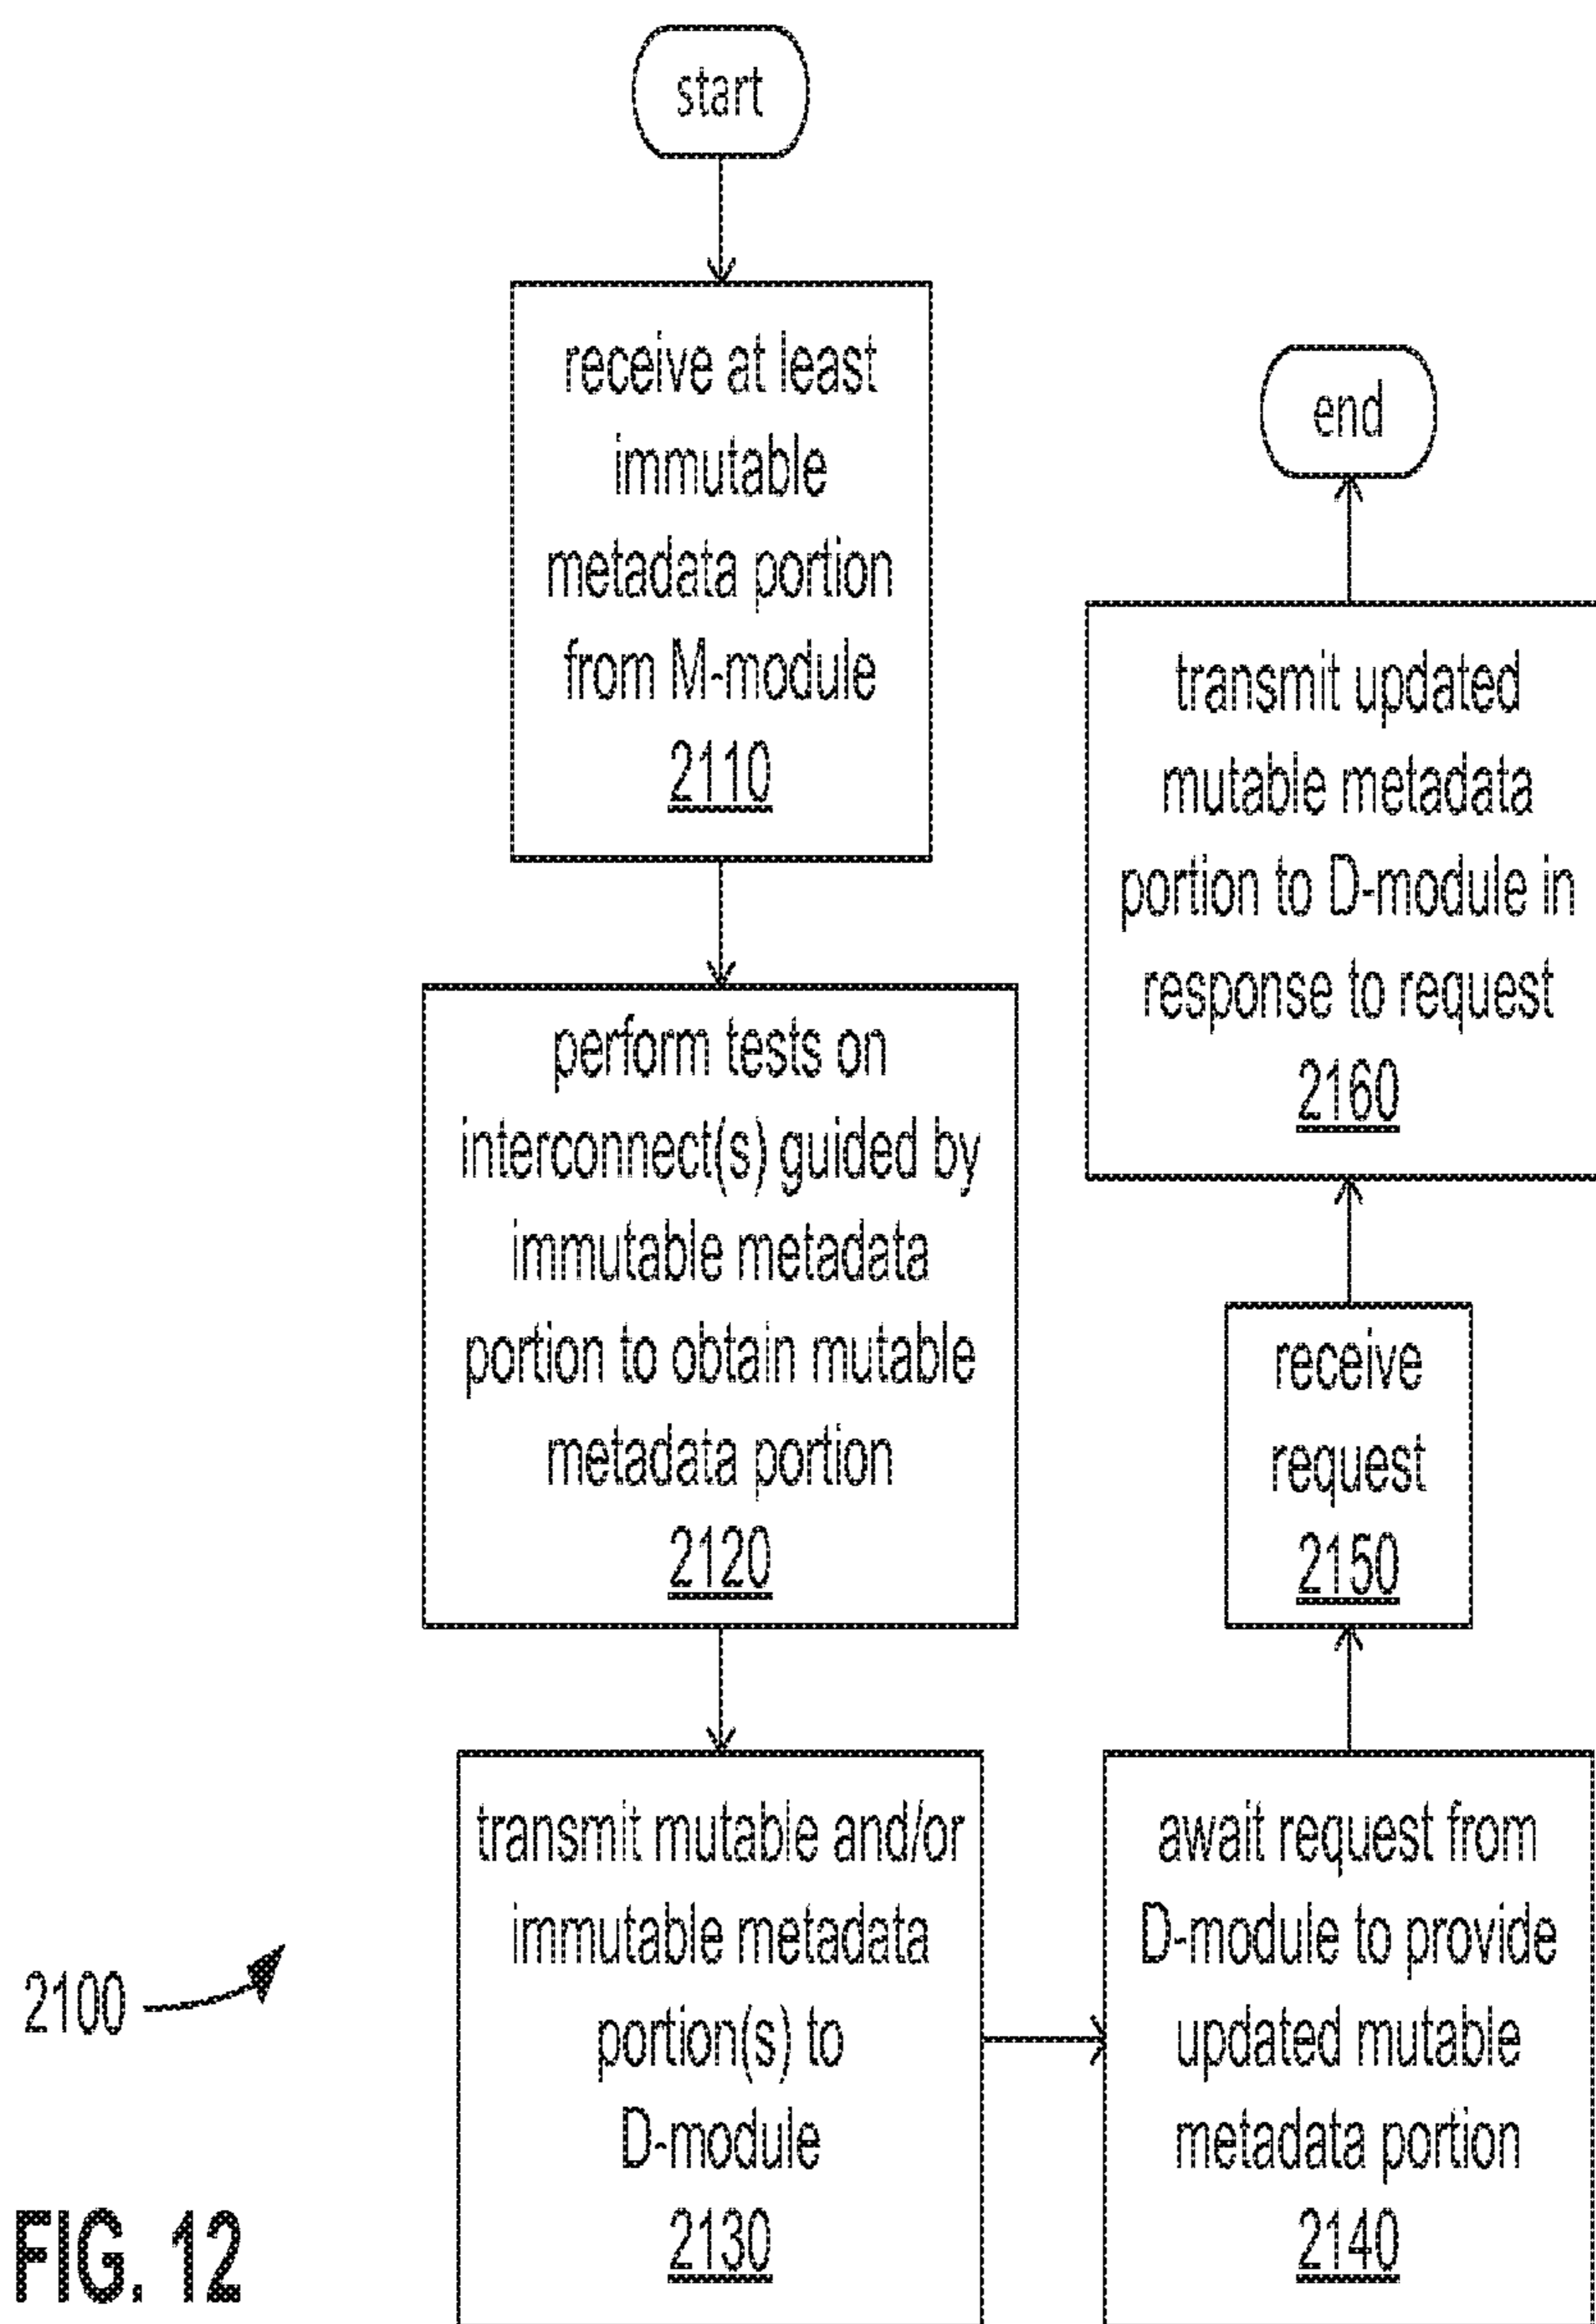 start
receive at least
immutable
metadata portion
from M-module
2110
perform tests on
interconnect(s) guided by
immutable metadata
portion to obtain mutable
metadata portion
2120
transmit mutable and/or
immutable metadata
portion(s) to
D-module
2130
await request from
D-module to provide
updated mutable
metadata portion
2140
receive
request
2150
transmit updated
mutable metadata
portion to D-module in
response to request
2160
end
2100
FIG. 12